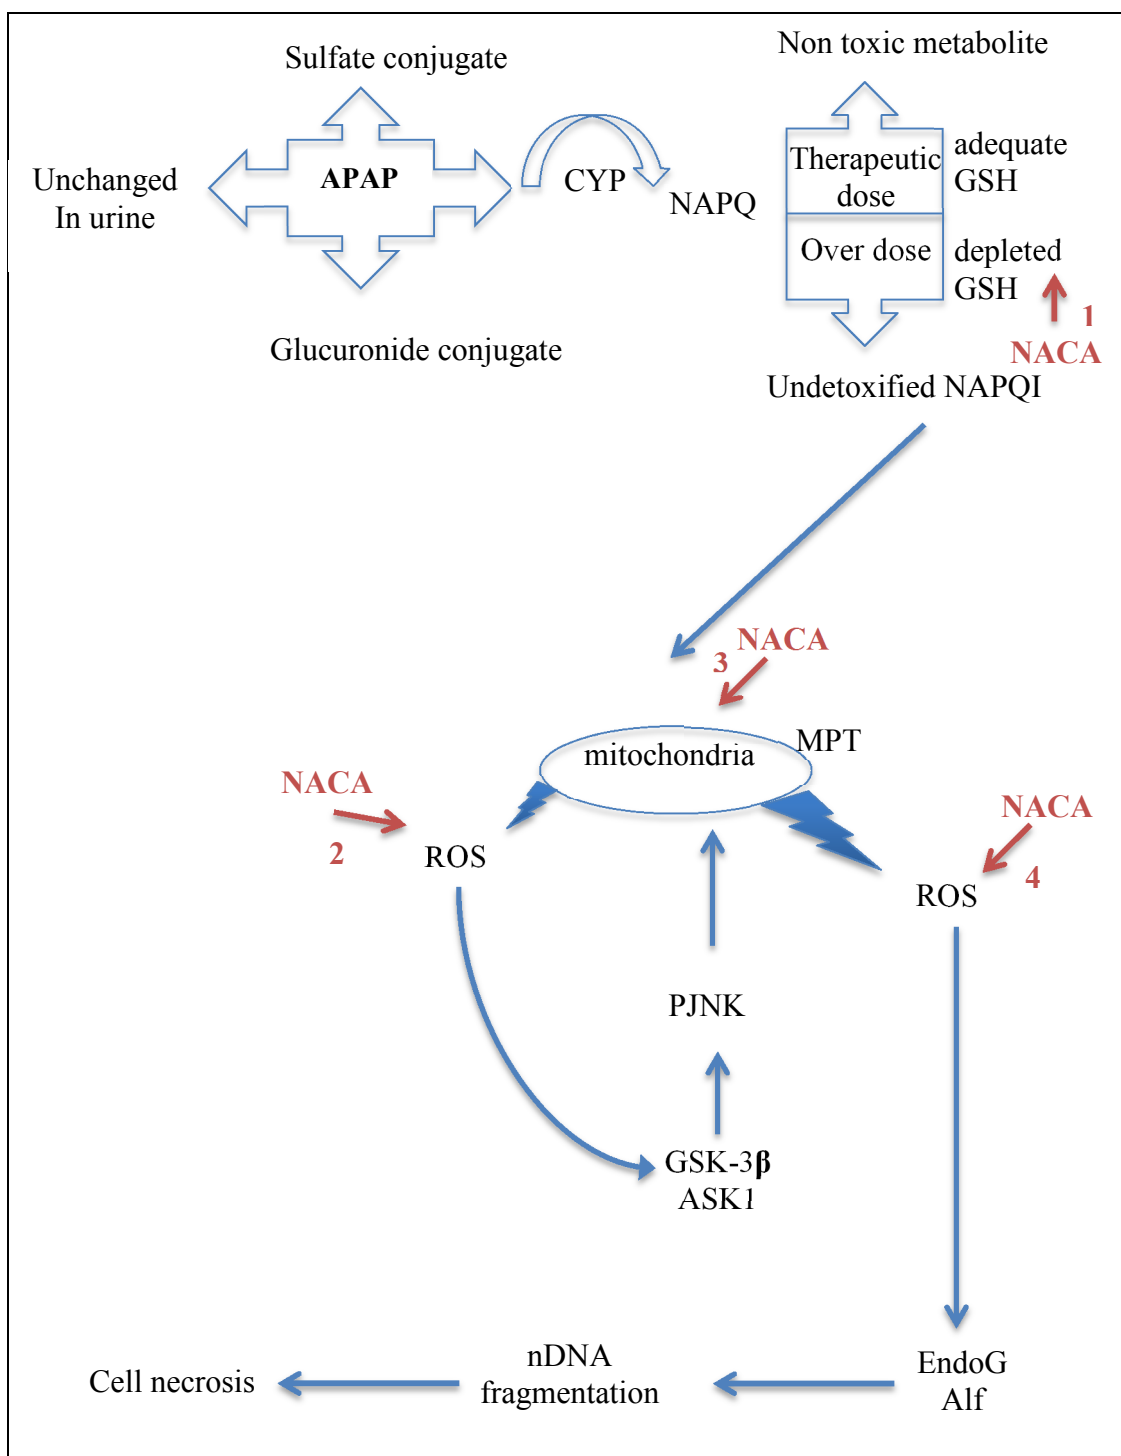 Sulfate conjugate
Non toxic metabolite
Unchanged
In urine
APAP
CYP
NAPQ
Therapeutic
dose
adequate
GSH
Over dose
depleted
GSH
1
NACA
Glucuronide conjugate
Undetoxified NAPQI
NACA
3
mitochondria
MPT
NACA
2
ROS
NACA
4
ROS
PJNK
GSK-3β
ASK1
EndoG
Alf
nDNA
fragmentation
Cell necrosis